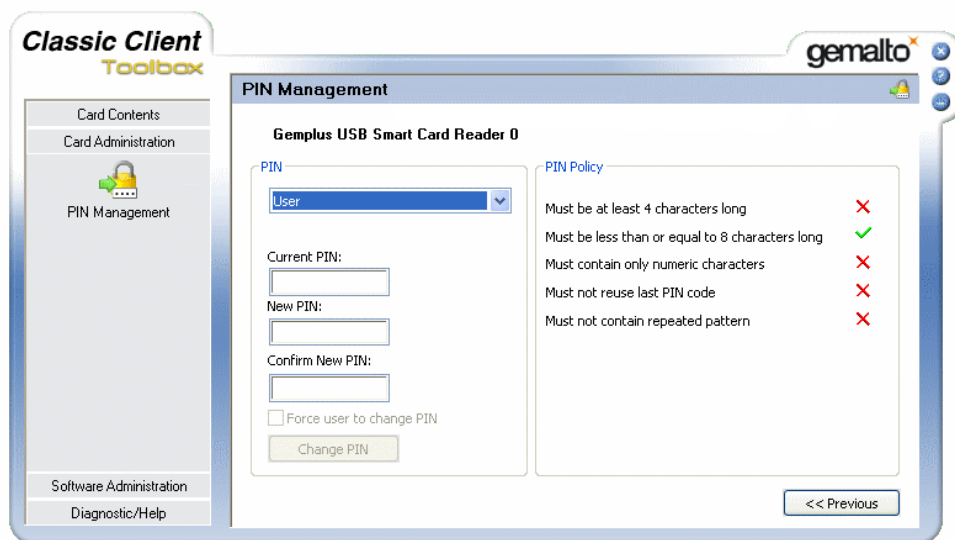 Classic Client
Toolbox
gemalto
Card Contents
Card Administration
PIN Management
Software Administration
Diagnostic/Help
PIN Management
Gemplus USB Smart Card Reader 0
PIN
User
Current PIN:
New PIN:
Confirm New PIN:
Force user to change PIN
Change PIN
PIN Policy
Must be at least 4 characters long
Must be less than or equal to 8 characters long
Must contain only numeric characters
Must not reuse last PIN code
Must not contain repeated pattern
<< Previous